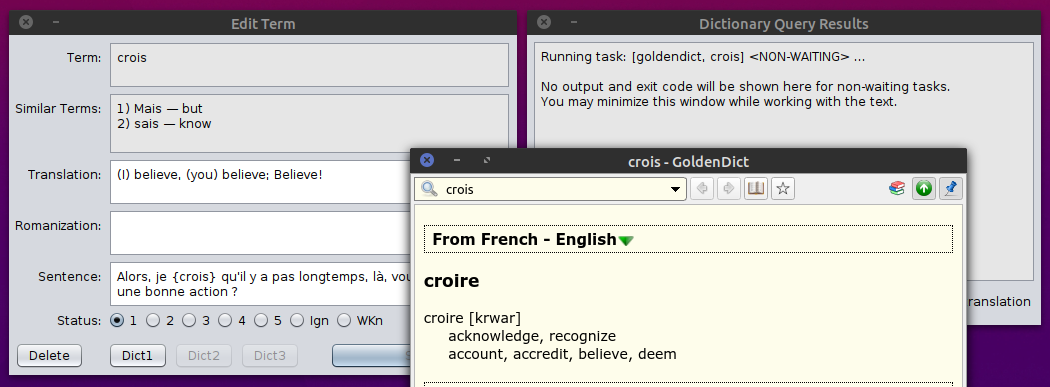 Edit Term
Term:
crois
Similar Terms:
1) Mais — but
2) sais — know
Translation:
(I) believe, (you) believe; Believe!
Romanization:
Sentence:
Alors, je {crois} qu'il y a pas longtemps, là, vou
une bonne action ?
Status:
1 2 3 4 5 Ign WKn
Delete Dict1 Dict2 Dict3
Dictionary Query Results
Running task: [goldendict, crois] <NON-WAITING> ...
No output and exit code will be shown here for non-waiting tasks.
You may minimize this window while working with the text.
ranslation
crois - GoldenDict
crois
From French - English
croire
croire [krwar]
acknowledge, recognize
account, accredit, believe, deem